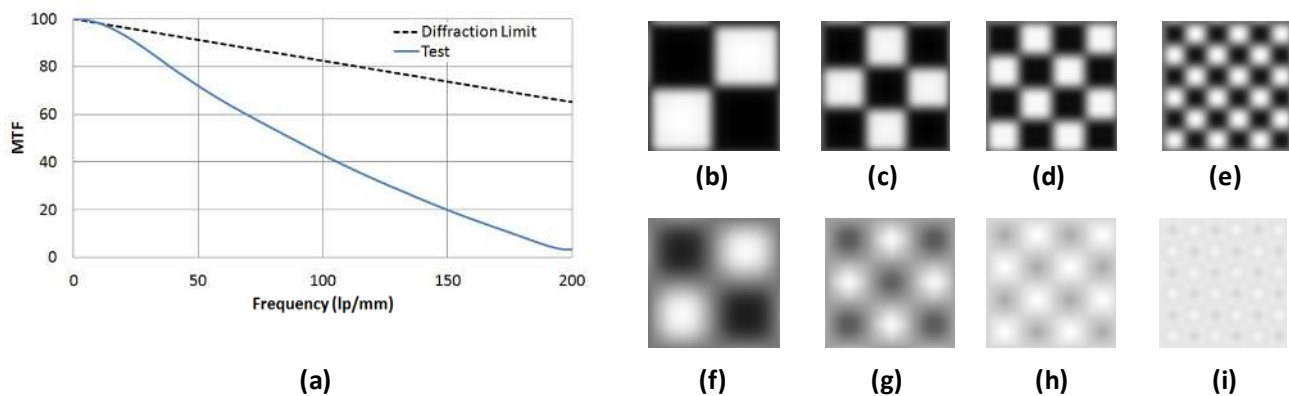 100
80
60
40
20
0
MTF
Diffraction Limit
Test
0 50 100 150 200
Frequency (lp/mm)
(a)
(b) (c) (d) (e)
(f) (g) (h) (i)